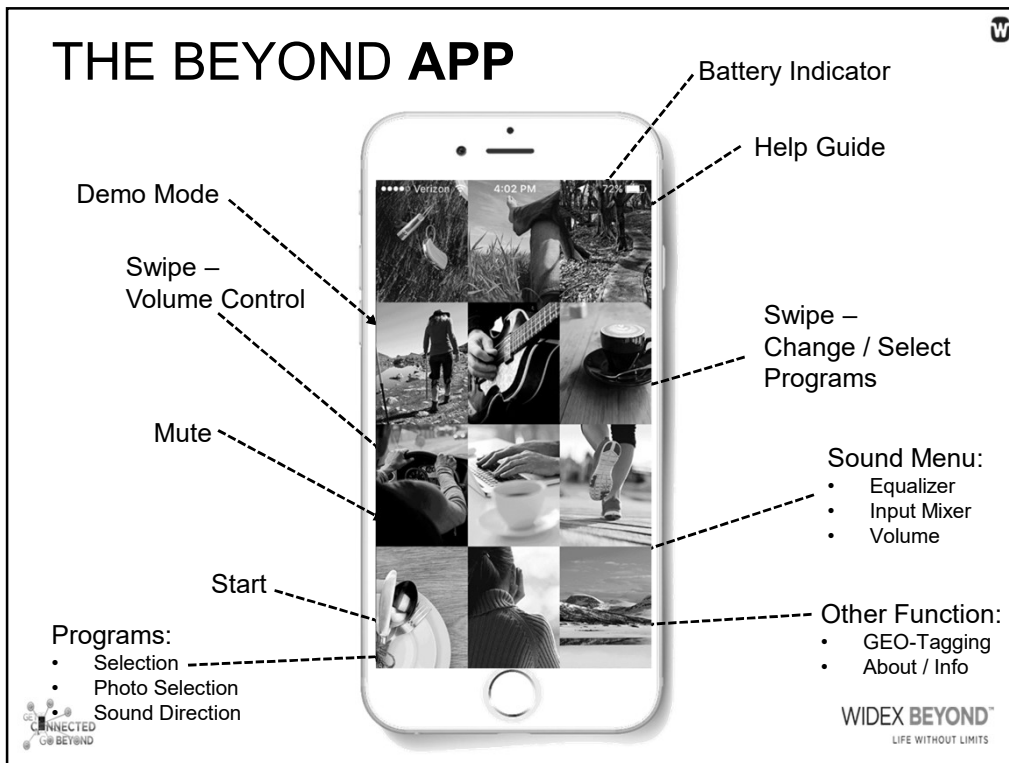 W
THE BEYOND APP
Battery Indicator
Help Guide
Demo Mode
Verizon 4:02 PM 72%
Swipe –
Volume Control
Swipe –
Change / Select
Programs
Mute
Sound Menu:
• Equalizer
• Input Mixer
• Volume
Start
Other Function:
• GEO-Tagging
• About / Info
Programs:
• Selection
• Photo Selection
• Sound Direction
GET
CONNECTED
GO BEYOND
WIDEX BEYOND™
LIFE WITHOUT LIMITS